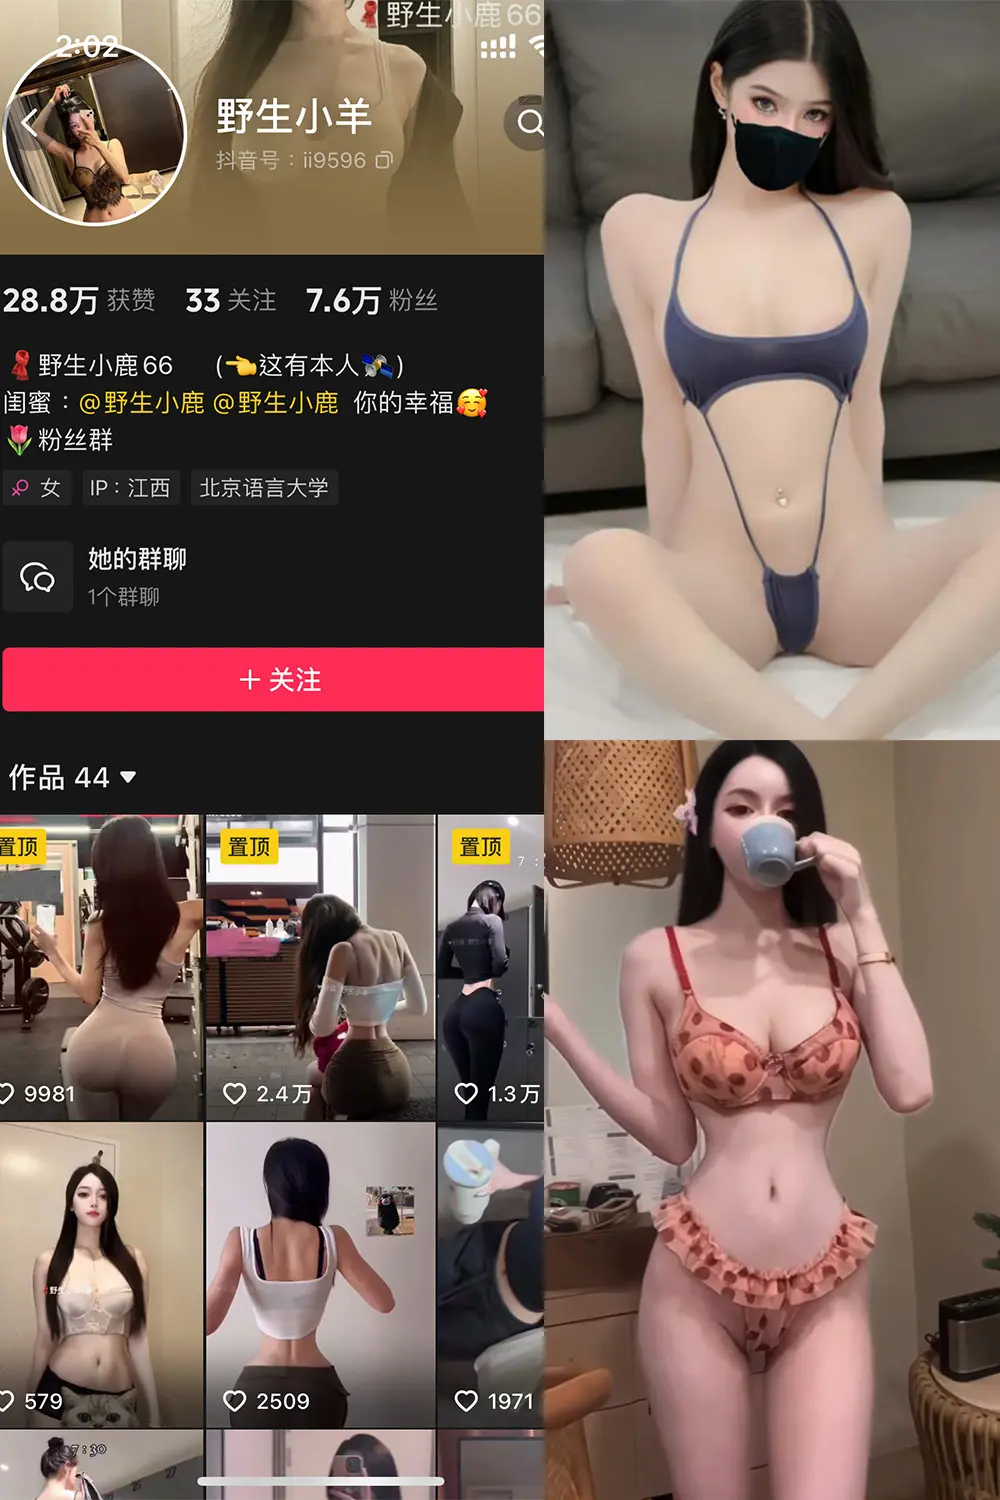 野生小鹿66
2:02
野生小羊
抖音号：ii9596
28.8万 获赞 33 关注 7.6万 粉丝
野生小鹿66 (👈这有本人🛰️)
闺蜜：@野生小鹿 @野生小鹿 你的幸福🥰
🌷粉丝群
女 IP：江西 北京语言大学
她的群聊
1个群聊
+ 关注
作品 44
置顶 置顶 置顶
9981 2.4万 1.3万
579 2509 1971
7:30